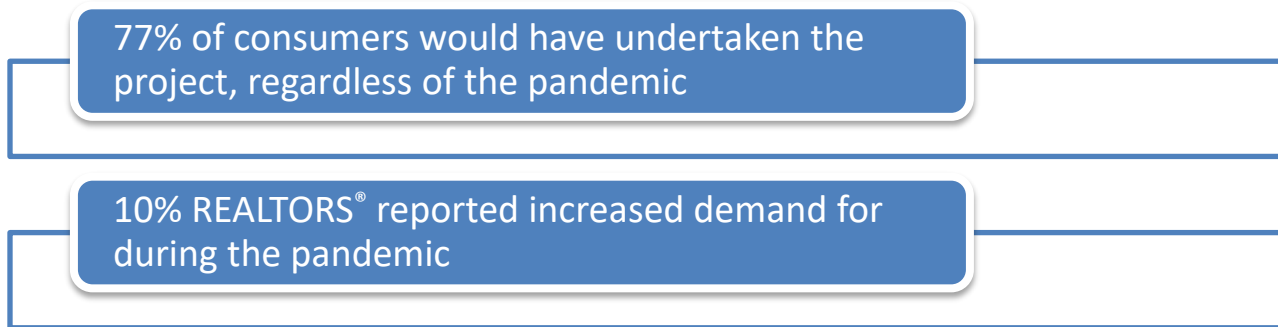 77% of consumers would have undertaken the
project, regardless of the pandemic
10% REALTORS® reported increased demand for
during the pandemic